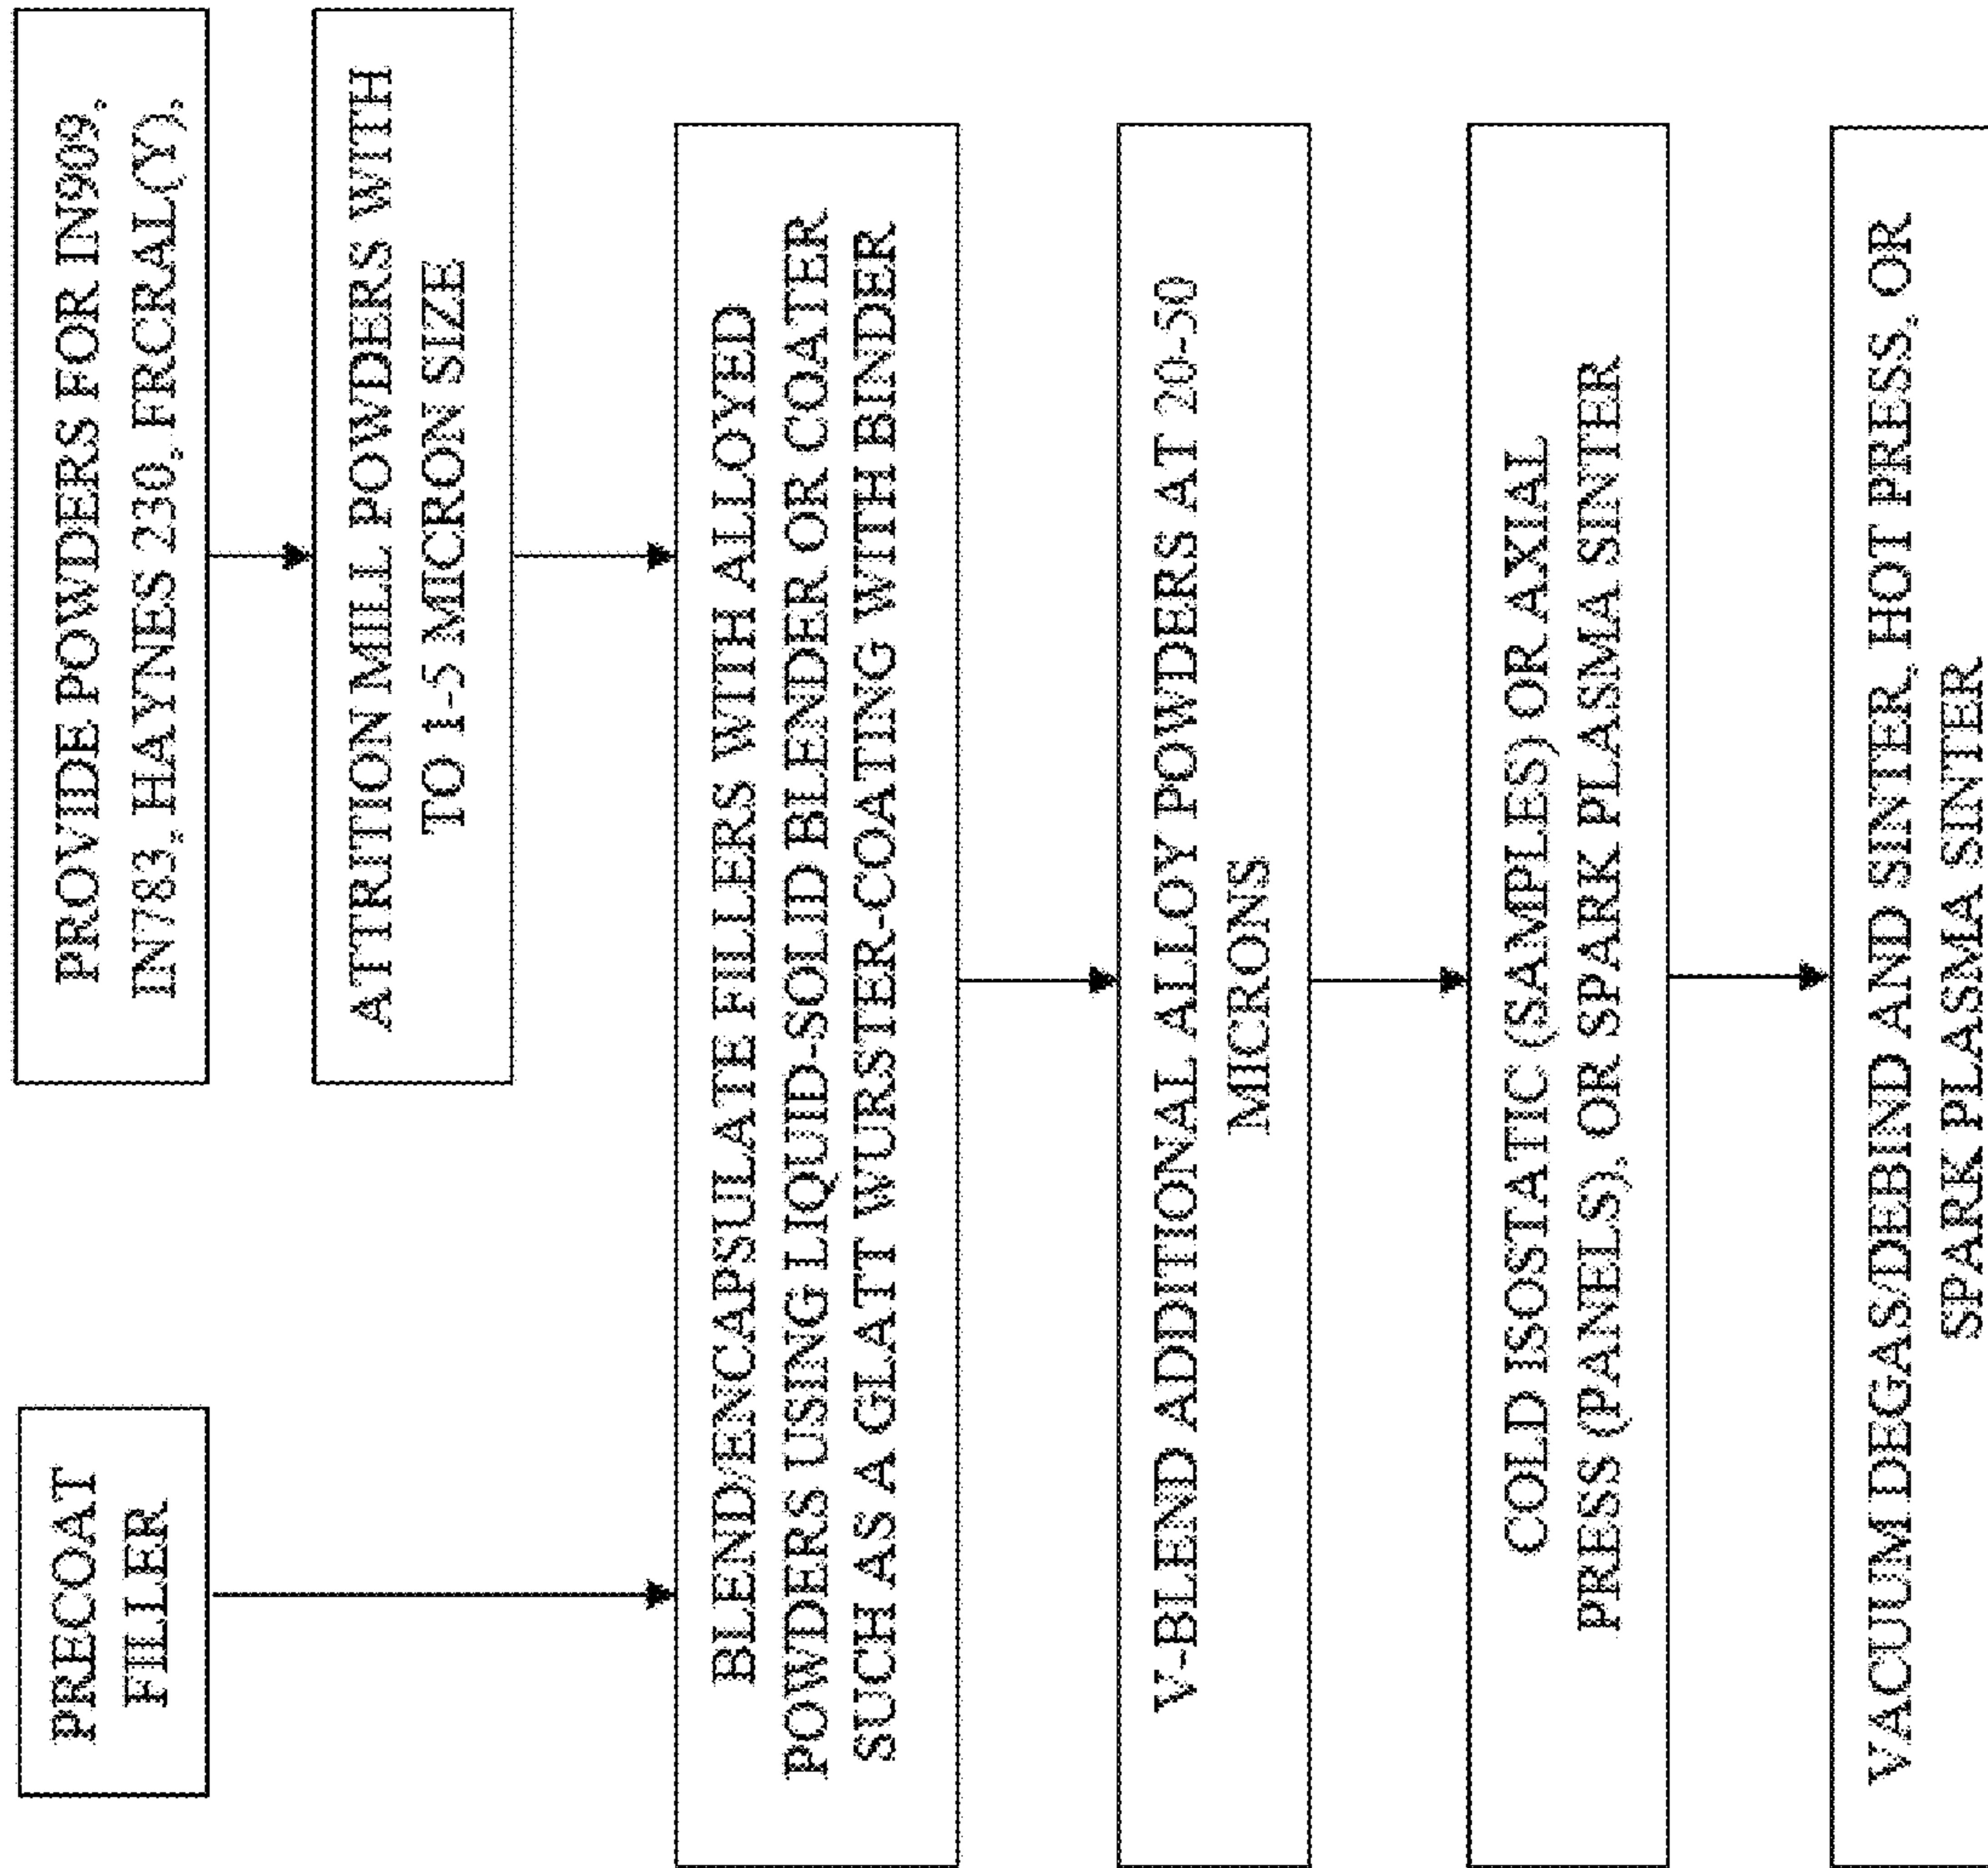 PRECOAT
FILLER
PROVIDE POWDERS FOR IN909,
IN783, HAYNES 230, FRCRAL(Y),
ATTRITION MILL POWDERS WITH
TO 1-5 MICRON SIZE
BLEND/ENCAPSULATE FILLERS WITH ALLOYED
POWDERS USING LIQUID-SOLID BLENDER OR COATER
SUCH AS A GLATT WURSTER-COATING WITH BINDER
V-BLEND ADDITIONAL ALLOY POWDERS AT 20-50
MICRONS
COLD ISOSTATIC (SAMPLES) OR AXIAL
PRESS (PANELS), OR SPARK PLASMA SINTER
VACUUM DEGAS/DEBIND AND SINTER, HOT PRESS, OR
SPARK PLASMA SINTER